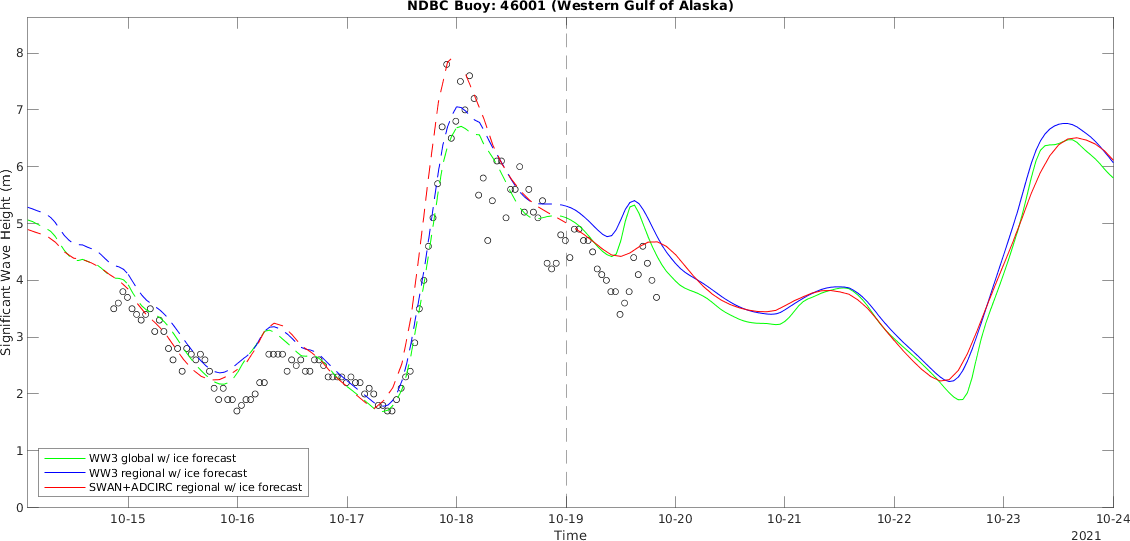 NDBC Buoy: 46001 (Western Gulf of Alaska)
Significant Wave Height (m)
8
7
6
5
4
3
2
1
0
WW3 global w/ ice forecast
WW3 regional w/ ice forecast
SWAN+ADCIRC regional w/ ice forecast
10-15 10-16 10-17 10-18 10-19 10-20 10-21 10-22 10-23 10-24
Time
2021